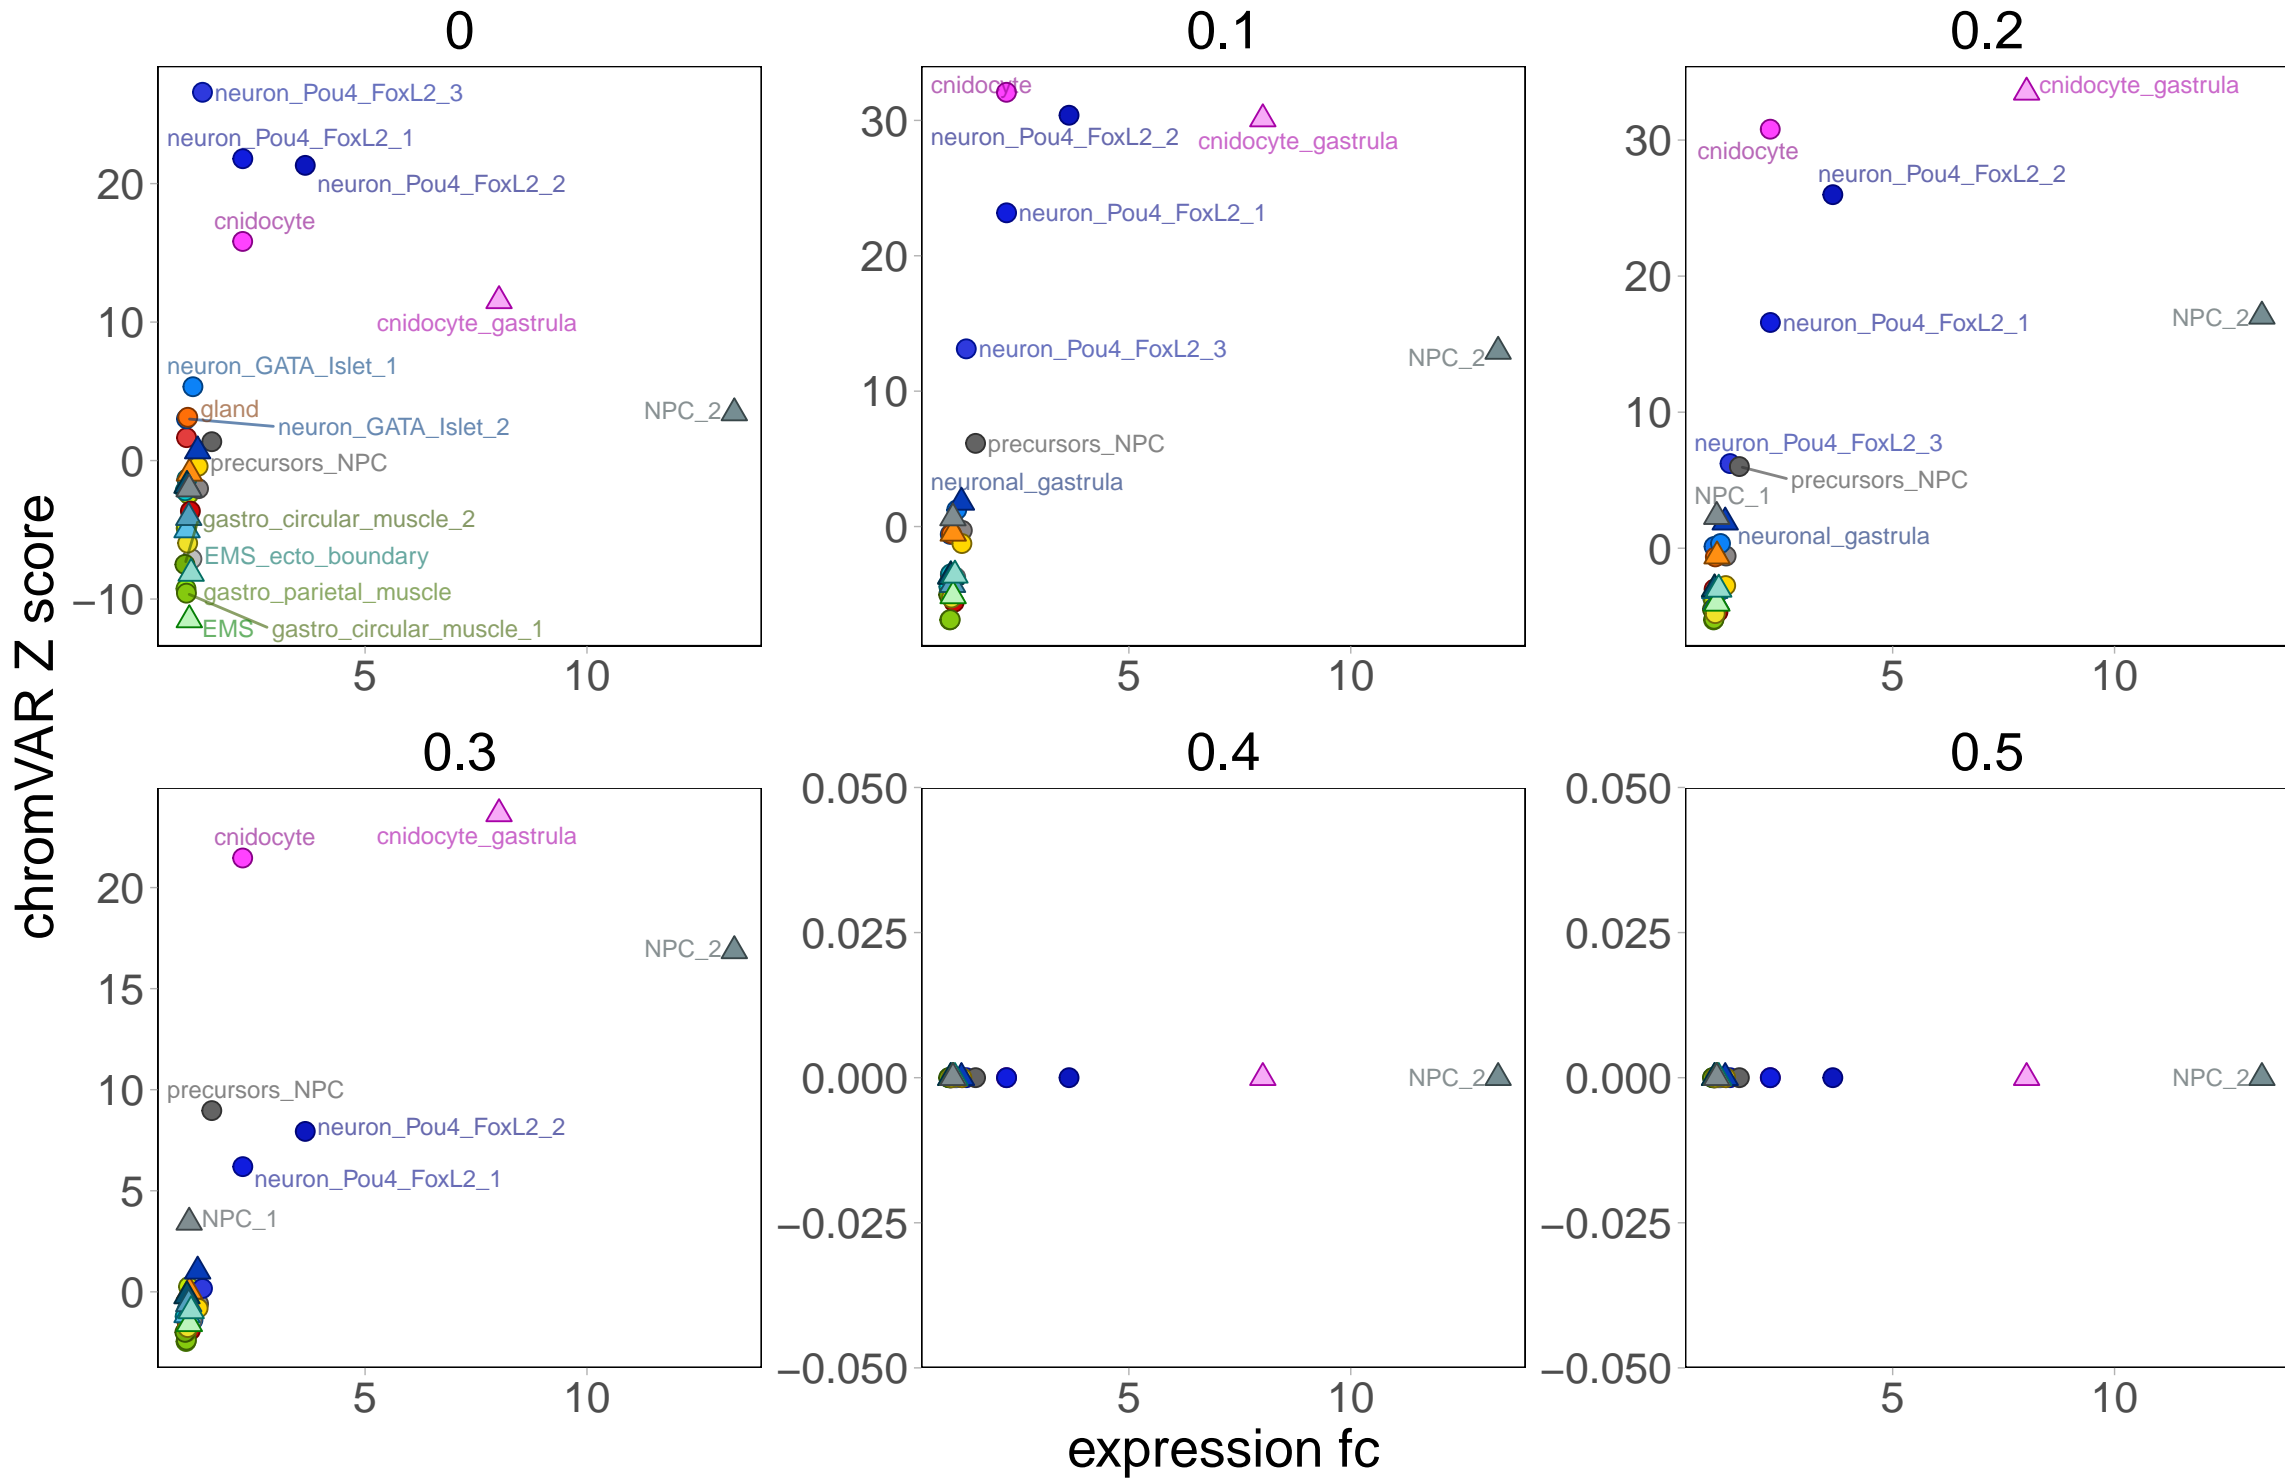 0
0.1
0.2
neuron_Pou4_FoxL2_3
neuron_Pou4_FoxL2_1
neuron_Pou4_FoxL2_2
cnidocyte
cnidocyte_gastrula
neuron_GATA_Islet_1
gland
neuron_GATA_Islet_2
NPC_2
precursors_NPC
gastro_circular_muscle_2
EMS_ecto_boundary
gastro_parietal_muscle
EMS
gastro_circular_muscle_1
20
10
0
−10
5
10
cnidocyte
neuron_Pou4_FoxL2_2
cnidocyte_gastrula
neuron_Pou4_FoxL2_1
neuron_Pou4_FoxL2_3
NPC_2
precursors_NPC
neuronal_gastrula
30
20
10
0
5
10
cnidocyte_gastrula
cnidocyte
neuron_Pou4_FoxL2_2
neuron_Pou4_FoxL2_1
NPC_2
neuron_Pou4_FoxL2_3
precursors_NPC
NPC_1
neuronal_gastrula
30
20
10
0
5
10
chromVAR Z score
0.3
0.4
0.5
cnidocyte
cnidocyte_gastrula
NPC_2
precursors_NPC
neuron_Pou4_FoxL2_2
neuron_Pou4_FoxL2_1
NPC_1
20
15
10
5
0
5
10
0.050
0.025
0.000
−0.025
−0.050
NPC_2
5
10
0.050
0.025
0.000
−0.025
−0.050
NPC_2
5
10
expression fc